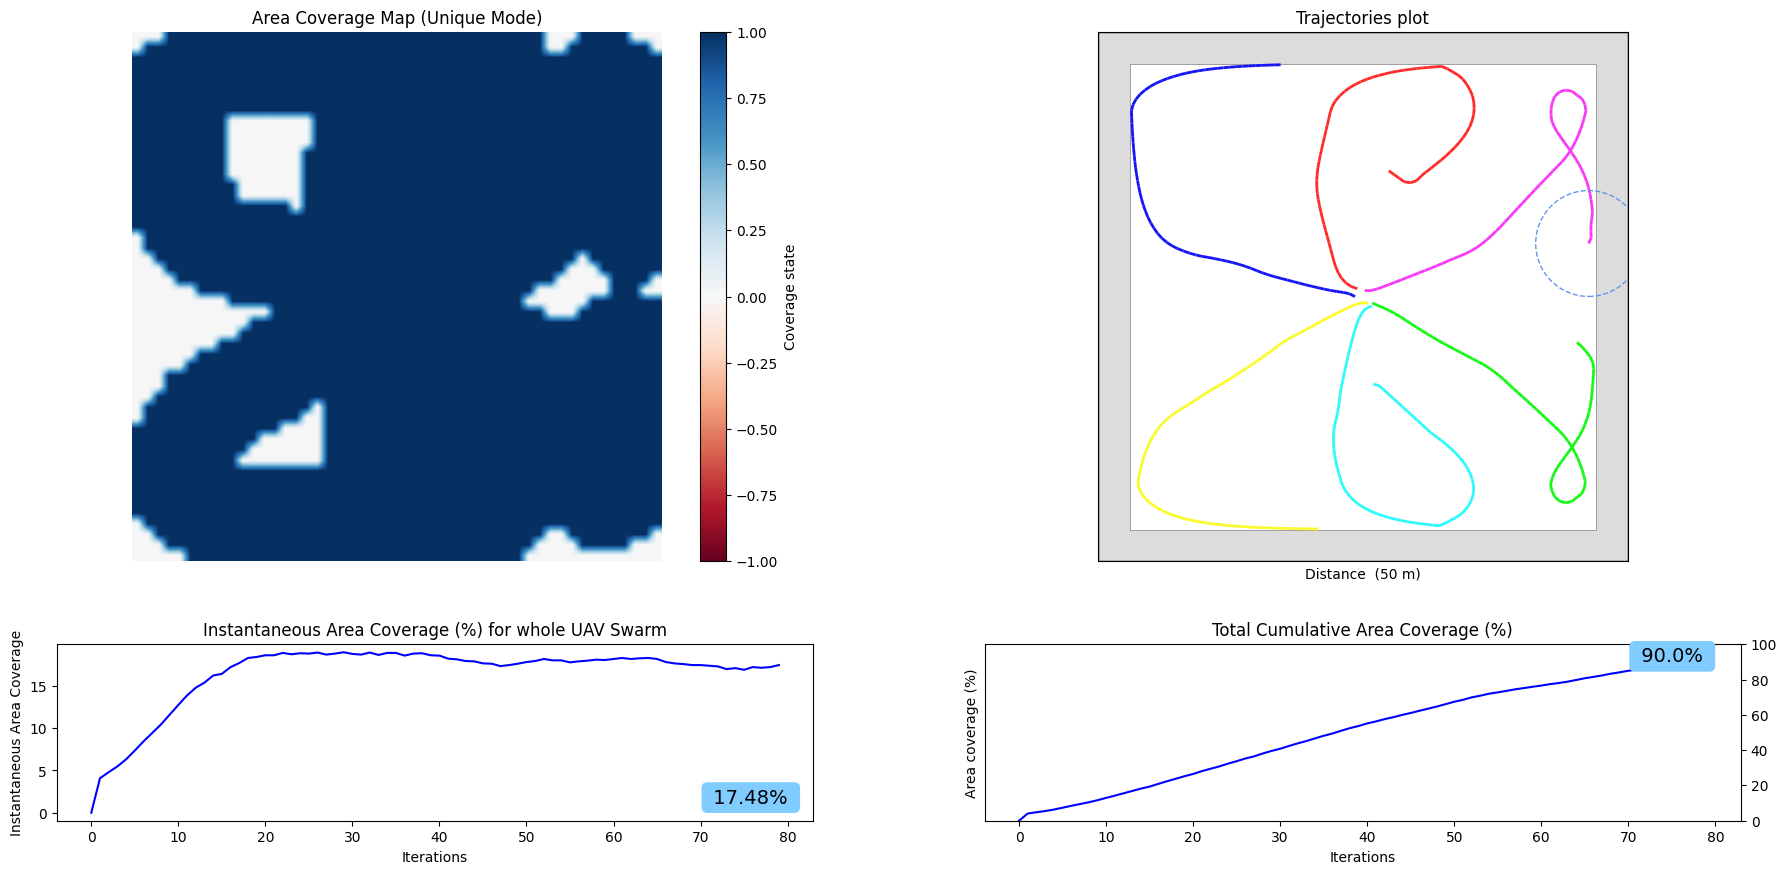 Area Coverage Map (Unique Mode)
1.00
0.75
0.50
0.25
0.00
−0.25
−0.50
−0.75
−1.00
Coverage state
Trajectories plot
Distance  (50 m)
Instantaneous Area Coverage (%) for whole UAV Swarm
Instantaneous Area Coverage
15
10
5
0
17.48%
0 10 20 30 40 50 60 70 80
Iterations
Total Cumulative Area Coverage (%)
Area coverage (%)
90.0%
100
80
60
40
20
0
0 10 20 30 40 50 60 70 80
Iterations